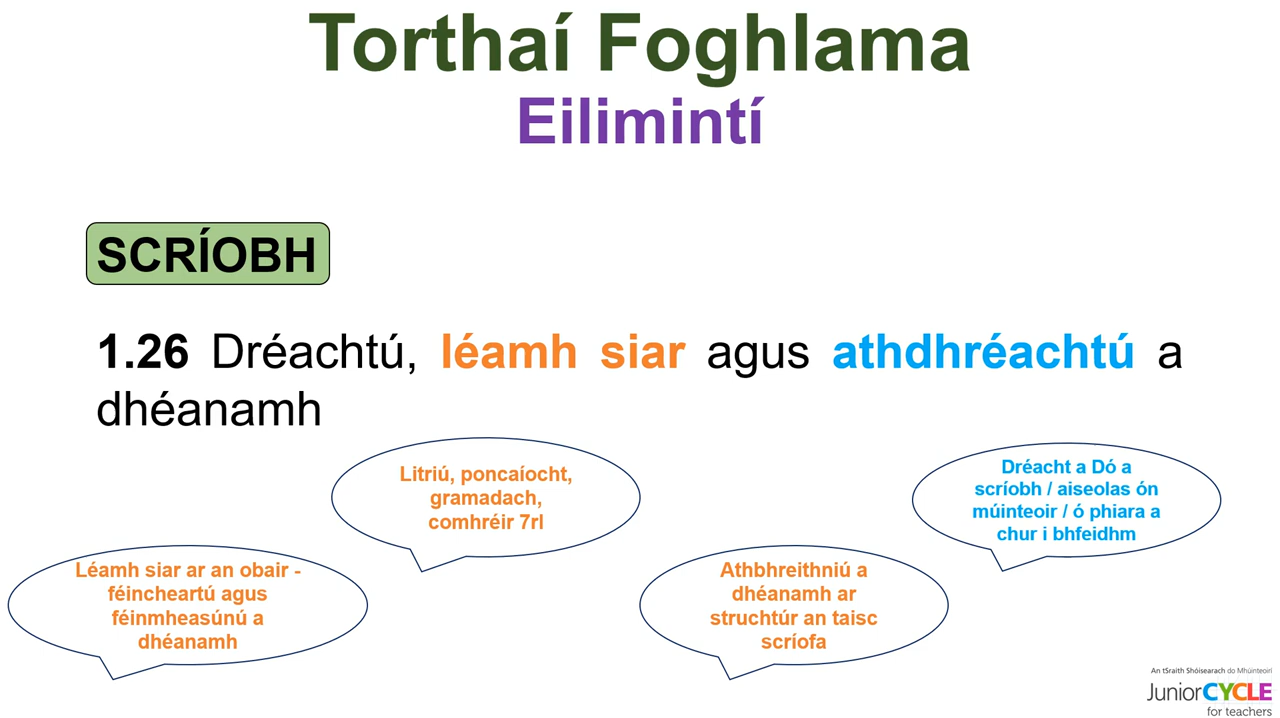 Torthaí Foghlama
Eilimintí
SCRÍOBH
1.26 Dréachtú, léamh siar agus athdhréachtú a
dhéanamh
Litriú, poncaíocht,
gramadach,
comhréir 7rl
Dréacht a Dó a
scríobh / aiseolas ón
múinteoir / ó phiara a
chur i bhfeidhm
Léamh siar ar an obair -
féincheartú agus
féinmheasúnú a
dhéanamh
Athbhreithniú a
dhéanamh ar
struchtúr an taisc
scríofa
An tSraith Shóisearach do Mhúinteoirí
JuniorCYCLE
for teachers